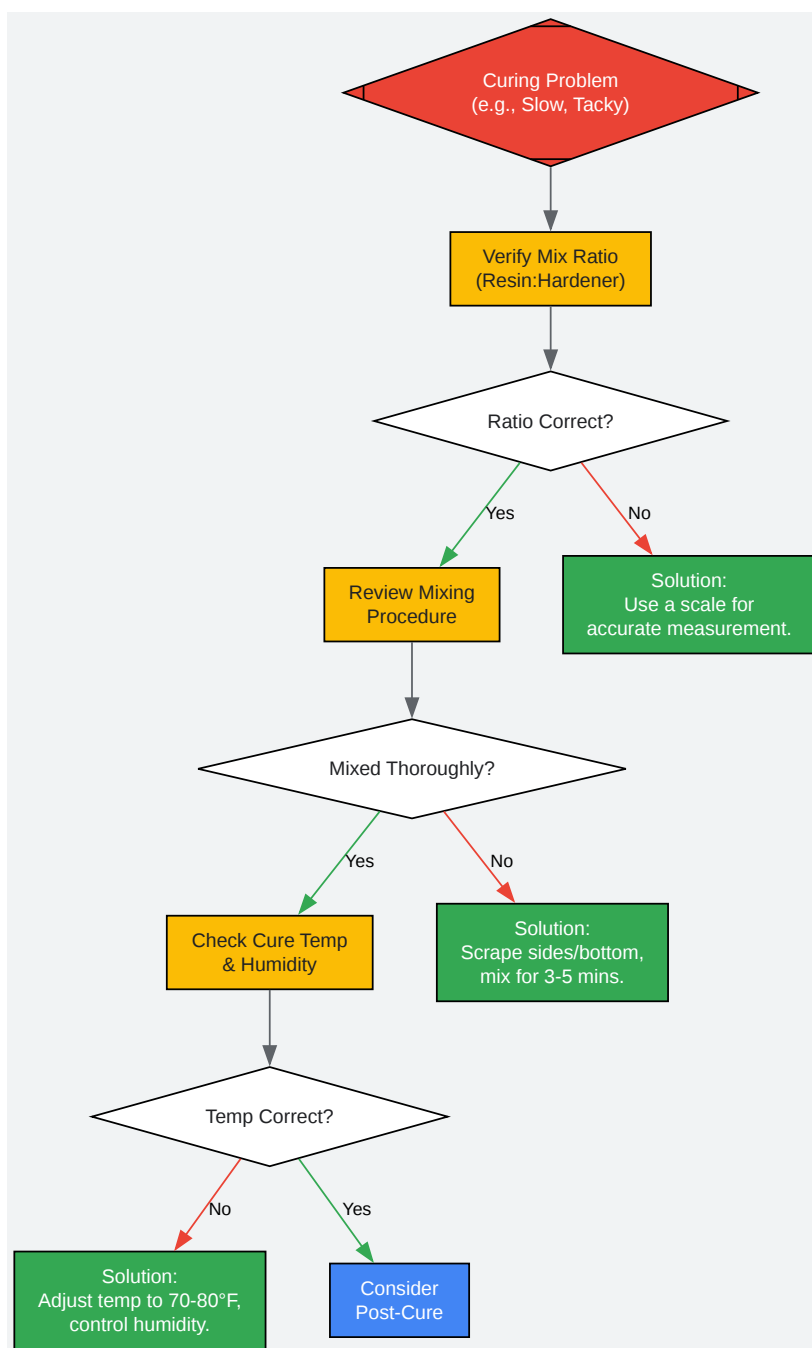 Curing Problem
(e.g., Slow, Tacky)
Verify Mix Ratio
(Resin:Hardener)
Ratio Correct?
Yes
No
Review Mixing
Procedure
Solution:
Use a scale for
accurate measurement.
Mixed Thoroughly?
Yes
No
Check Cure Temp
& Humidity
Solution:
Scrape sides/bottom,
mix for 3-5 mins.
Temp Correct?
No
Yes
Solution:
Adjust temp to 70-80°F,
control humidity.
Consider
Post-Cure